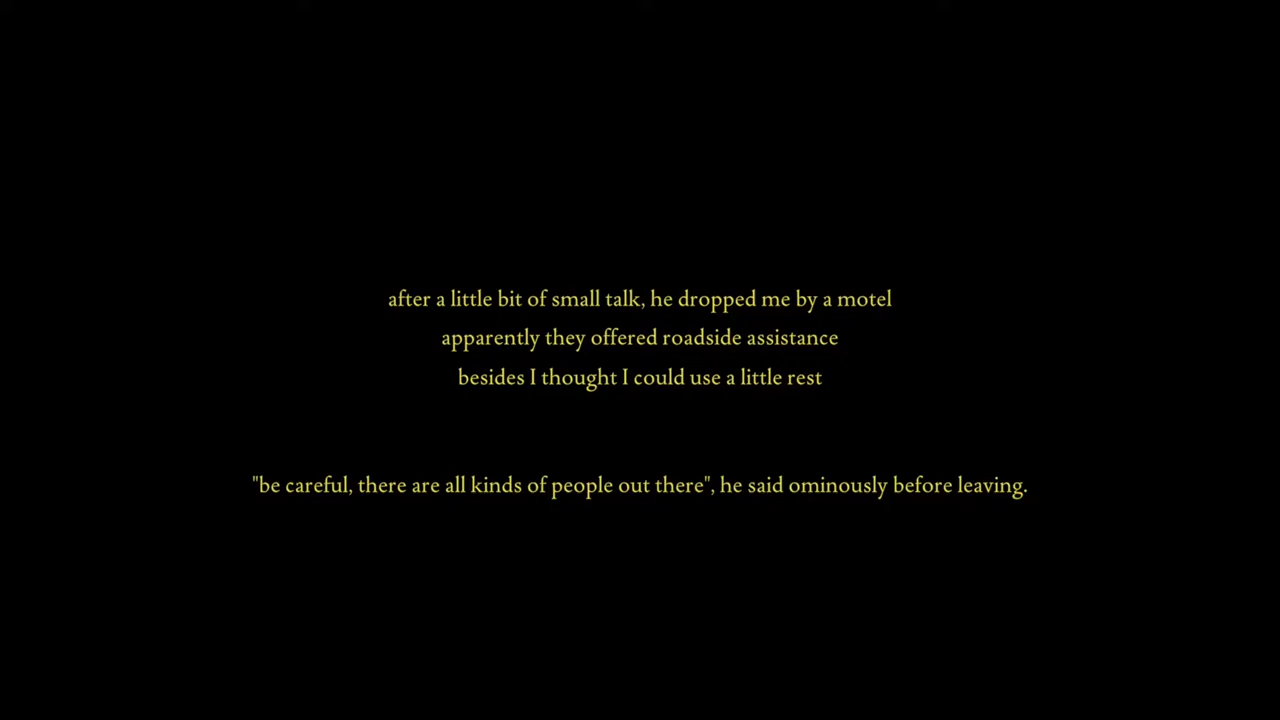 after a little bit of small talk, he dropped me by a motel
apparently they offered roadside assistance
besides I thought I could use a little rest
"be careful, there are all kinds of people out there", he said ominously before leaving.